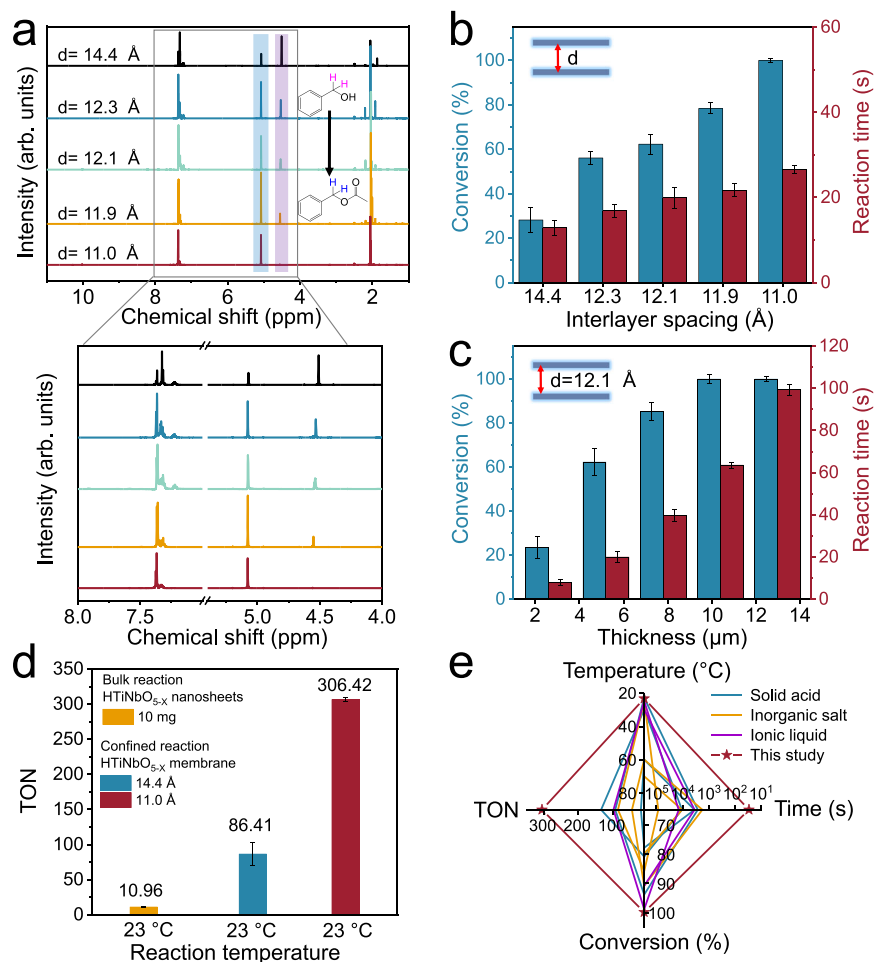 a
d= 14.4 Å
d= 12.3 Å
d= 12.1 Å
d= 11.9 Å
d= 11.0 Å
H
H
OH
H H
O
O
Intensity (arb. units)
10 8 6 4 2
Chemical shift (ppm)
Intensity (arb. units)
8.0 7.5 5.0 4.5 4.0
Chemical shift (ppm)
b
d
Conversion (%)
0 20 40 60 80 100
Reaction time (s)
0 20 40 60
14.4 12.3 12.1 11.9 11.0
Interlayer spacing (Å)
c
d=12.1 Å
Conversion (%)
0 20 40 60 80 100
Reaction time (s)
0 20 40 60 80 100 120
2 4 6 8 10 12 14
Thickness (μm)
d
TON
0 50 100 150 200 250 300 350
Bulk reaction
HTiNbO5-X nanosheets
10 mg
Confined reaction
HTiNbO5-X membrane
14.4 Å
11.0 Å
10.96
86.41
306.42
23 °C 23 °C 23 °C
Reaction temperature
e
Temperature (°C)
20
60
80
Solid acid
Inorganic salt
Ionic liquid
This study
TON
300 200 100
10⁵ 10⁴ 10³ 10² 10¹
Time (s)
70
80
90
100
Conversion (%)